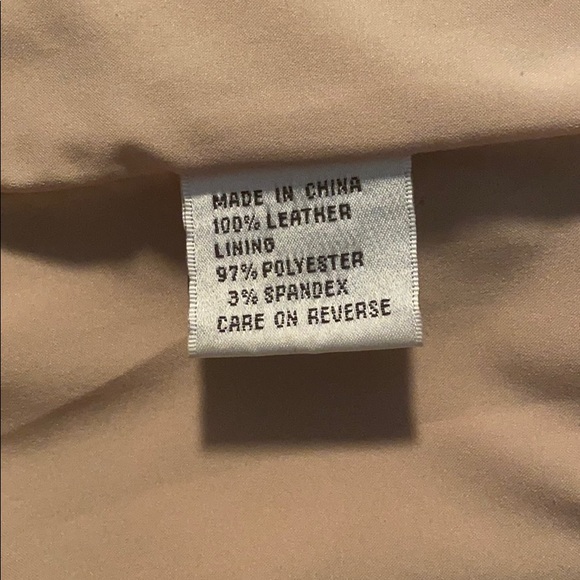 MADE IN CHINA
100% LEATHER
LINING
97% POLYESTER
3% SPANDEX
CARE ON REVERSE